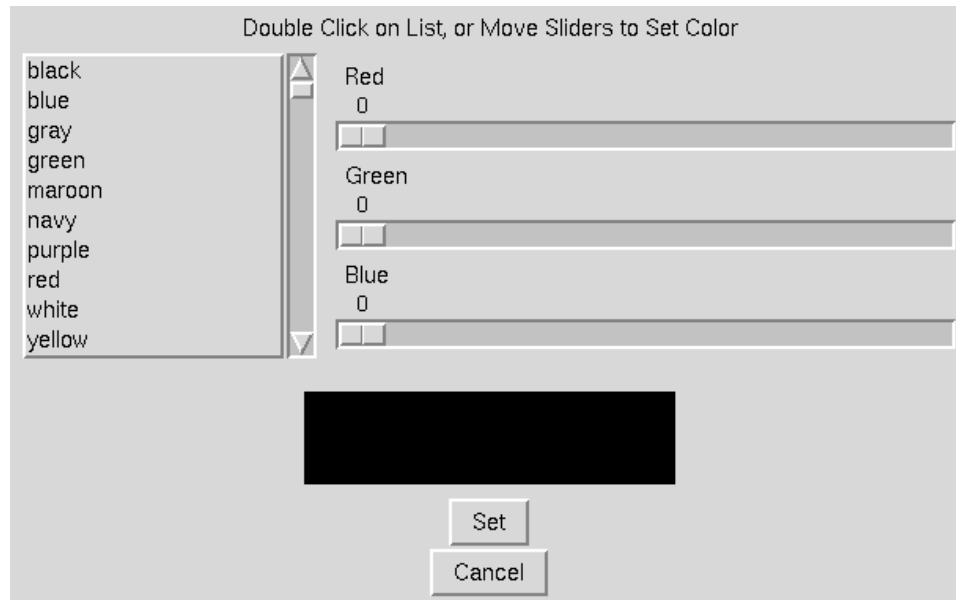 Double Click on List, or Move Sliders to Set Color
black
blue
gray
green
maroon
navy
purple
red
white
yellow
Red
0
Green
0
Blue
0
Set
Cancel